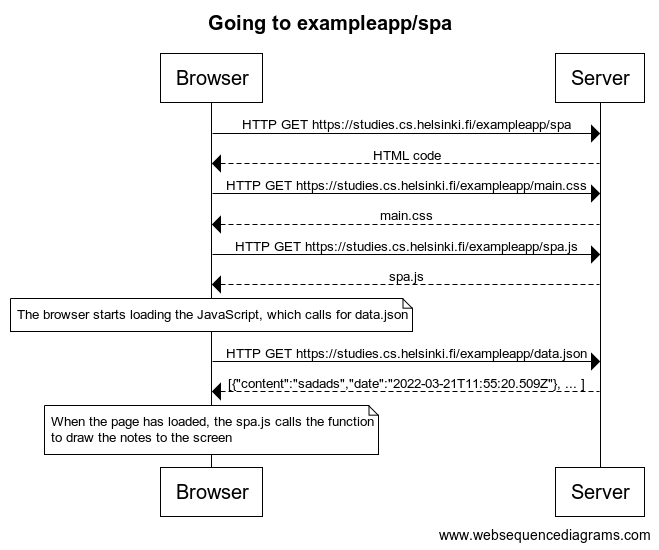 Going to exampleapp/spa
Browser
Server
HTTP GET https://studies.cs.helsinki.fi/exampleapp/spa
HTML code
HTTP GET https://studies.cs.helsinki.fi/exampleapp/main.css
main.css
HTTP GET https://studies.cs.helsinki.fi/exampleapp/spa.js
spa.js
The browser starts loading the JavaScript, which calls for data.json
HTTP GET https://studies.cs.helsinki.fi/exampleapp/data.json
[{"content":"sadads","date":"2022-03-21T11:55:20.509Z"}, ... ]
When the page has loaded, the spa.js calls the function
to draw the notes to the screen
Browser
Server
www.websequencediagrams.com